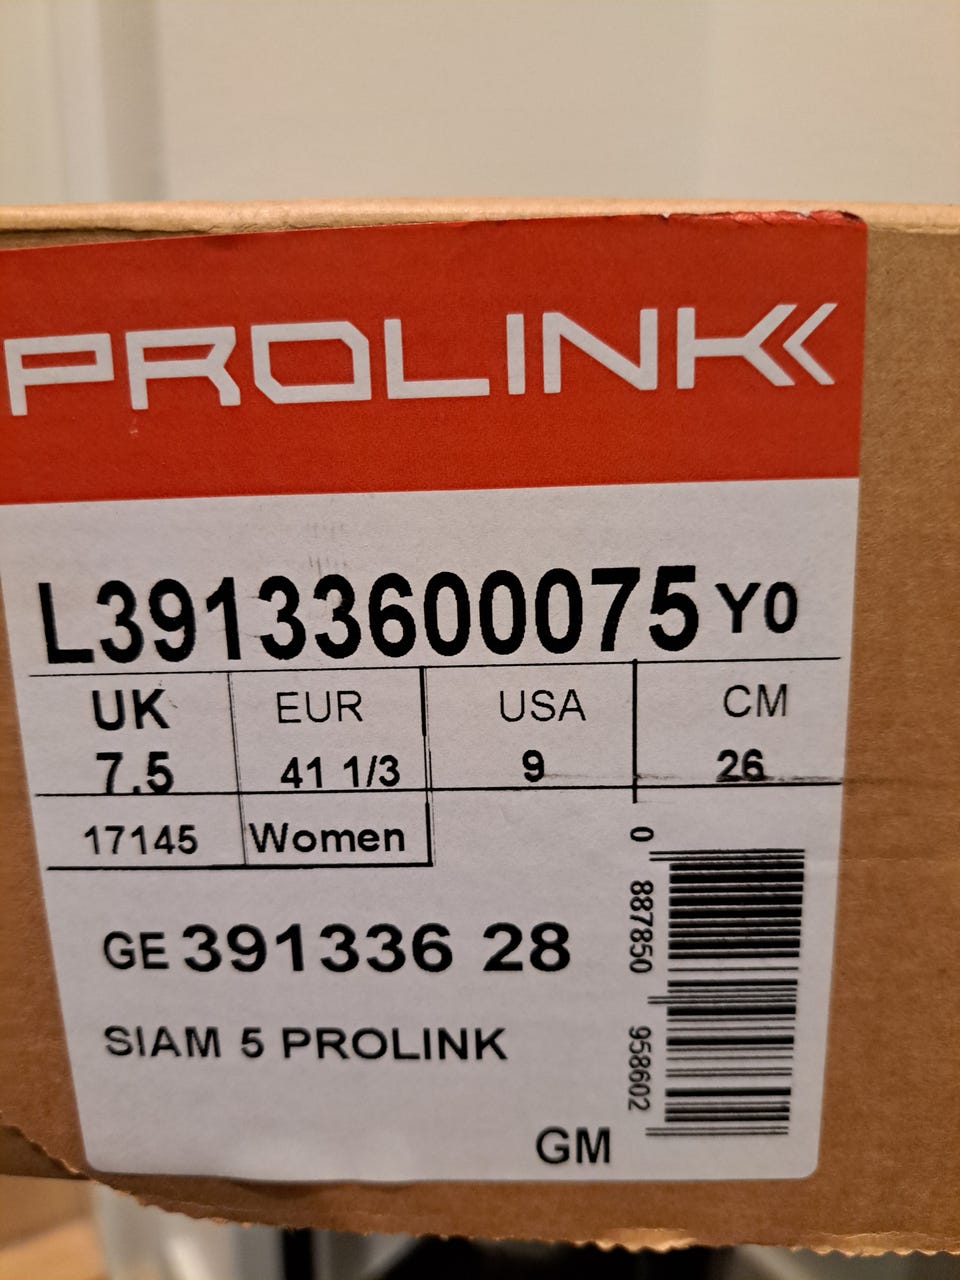 PROLINK
L39133600075 Y0
UK EUR USA CM
7.5 41 1/3 9 26
17145 Women
GE 391336 28
SIAM 5 PROLINK
GM
0 887850 958602